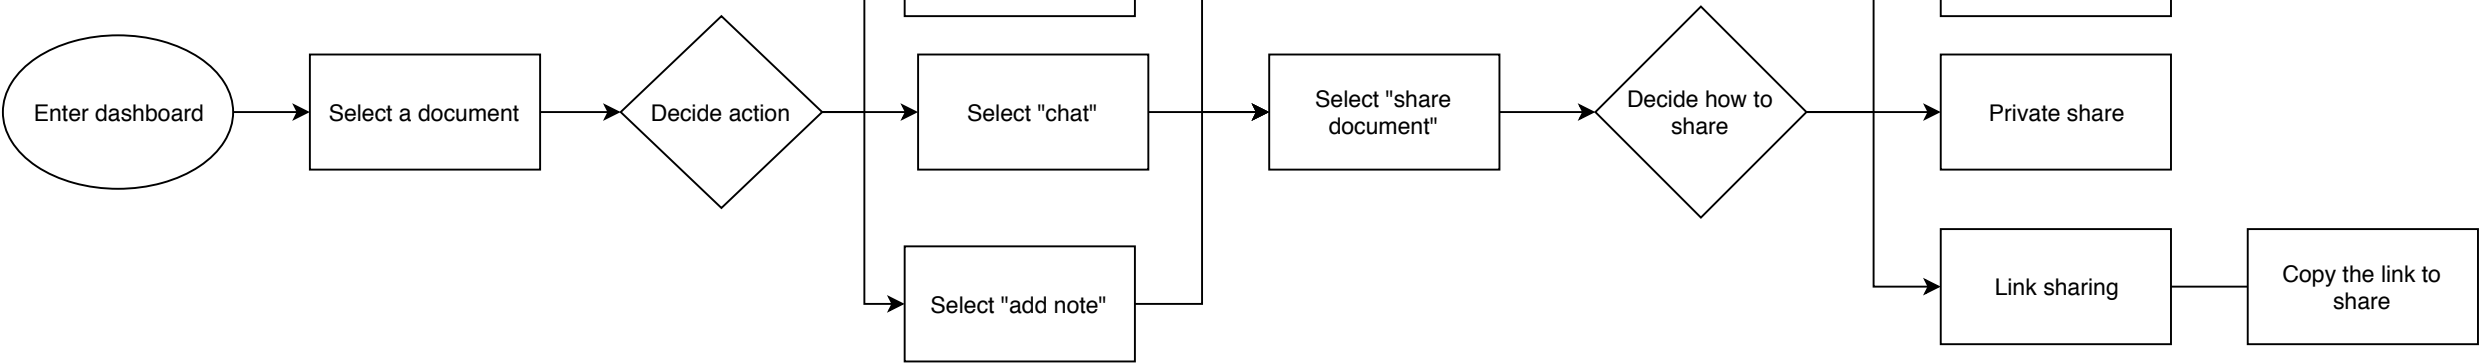 Enter dashboard
Select a document
Decide action
Select "chat"
Select "add note"
Select "share
document"
Decide how to
share
Private share
Link sharing
Copy the link to
share